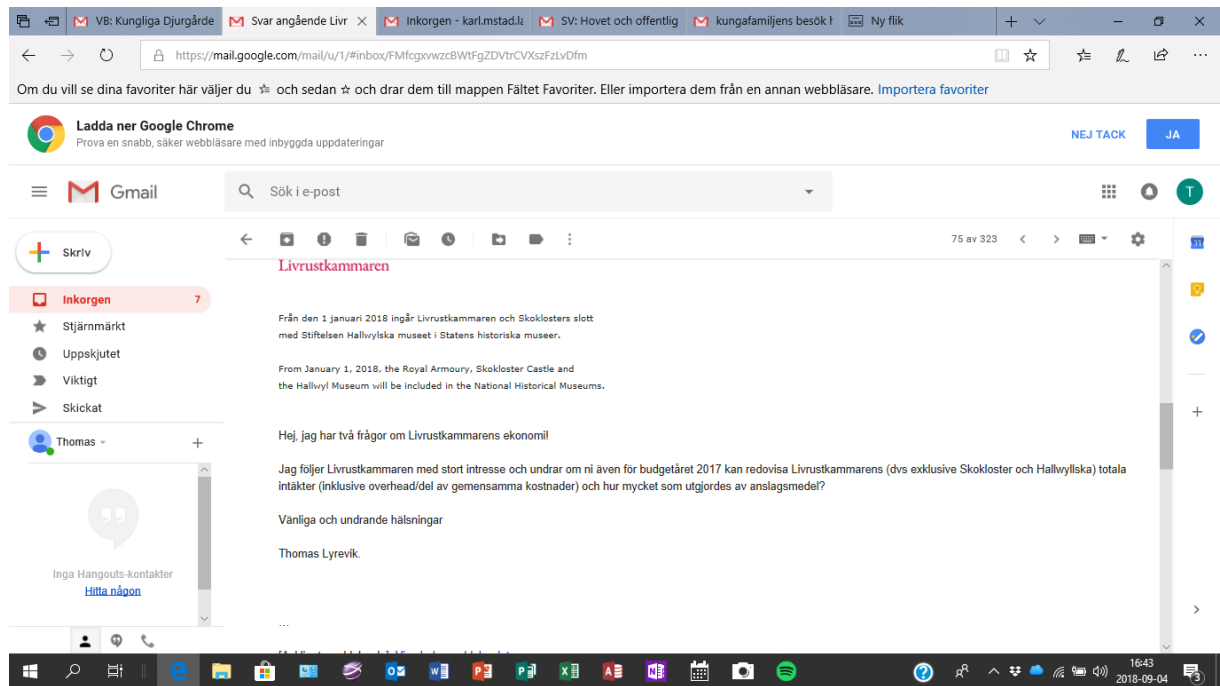 VB: Kungliga Djurgårde
Svar angående Livr
Inkorgen - karl.mstad.la
SV: Hovet och offentlig
kungafamiljens besök h
Ny flik
https://mail.google.com/mail/u/1/#inbox/FMfcgxvwzcBWtFgZDVtrCVXszFzLvDfm
Om du vill se dina favoriter här väljer du och sedan och drar dem till mappen Fältet Favoriter. Eller importera dem från en annan webbläsare. Importera favoriter
Ladda ner Google Chrome
Prova en snabb, säker webbläsare med inbyggda uppdateringar
NEJ TACK
JA
Gmail
Sök i e-post
T
Skriv
75 av 323
31
Livrustkammaren
Inkorgen 7
Stjärnmärkt
Uppskjutet
Viktigt
Skickat
Från den 1 januari 2018 ingår Livrustkammaren och Skoklosters slott
med Stiftelsen Hallwylska museet i Statens historiska museer.
From January 1, 2018, the Royal Armoury, Skokloster Castle and
the Hallwyl Museum will be included in the National Historical Museums.
Thomas
Hej, jag har två frågor om Livrustkammarens ekonomi!
Jag följer Livrustkammaren med stort intresse och undrar om ni även för budgetåret 2017 kan redovisa Livrustkammarens (dvs exklusive Skokloster och Hallwyllska) totala
intäkter (inklusive overhead/del av gemensamma kostnader) och hur mycket som utgjordes av anslagsmedel?
Vänliga och undrande hälsningar
Thomas Lyrevik.
Inga Hangouts-kontakter
Hitta någon
...
16:43
2018-09-04